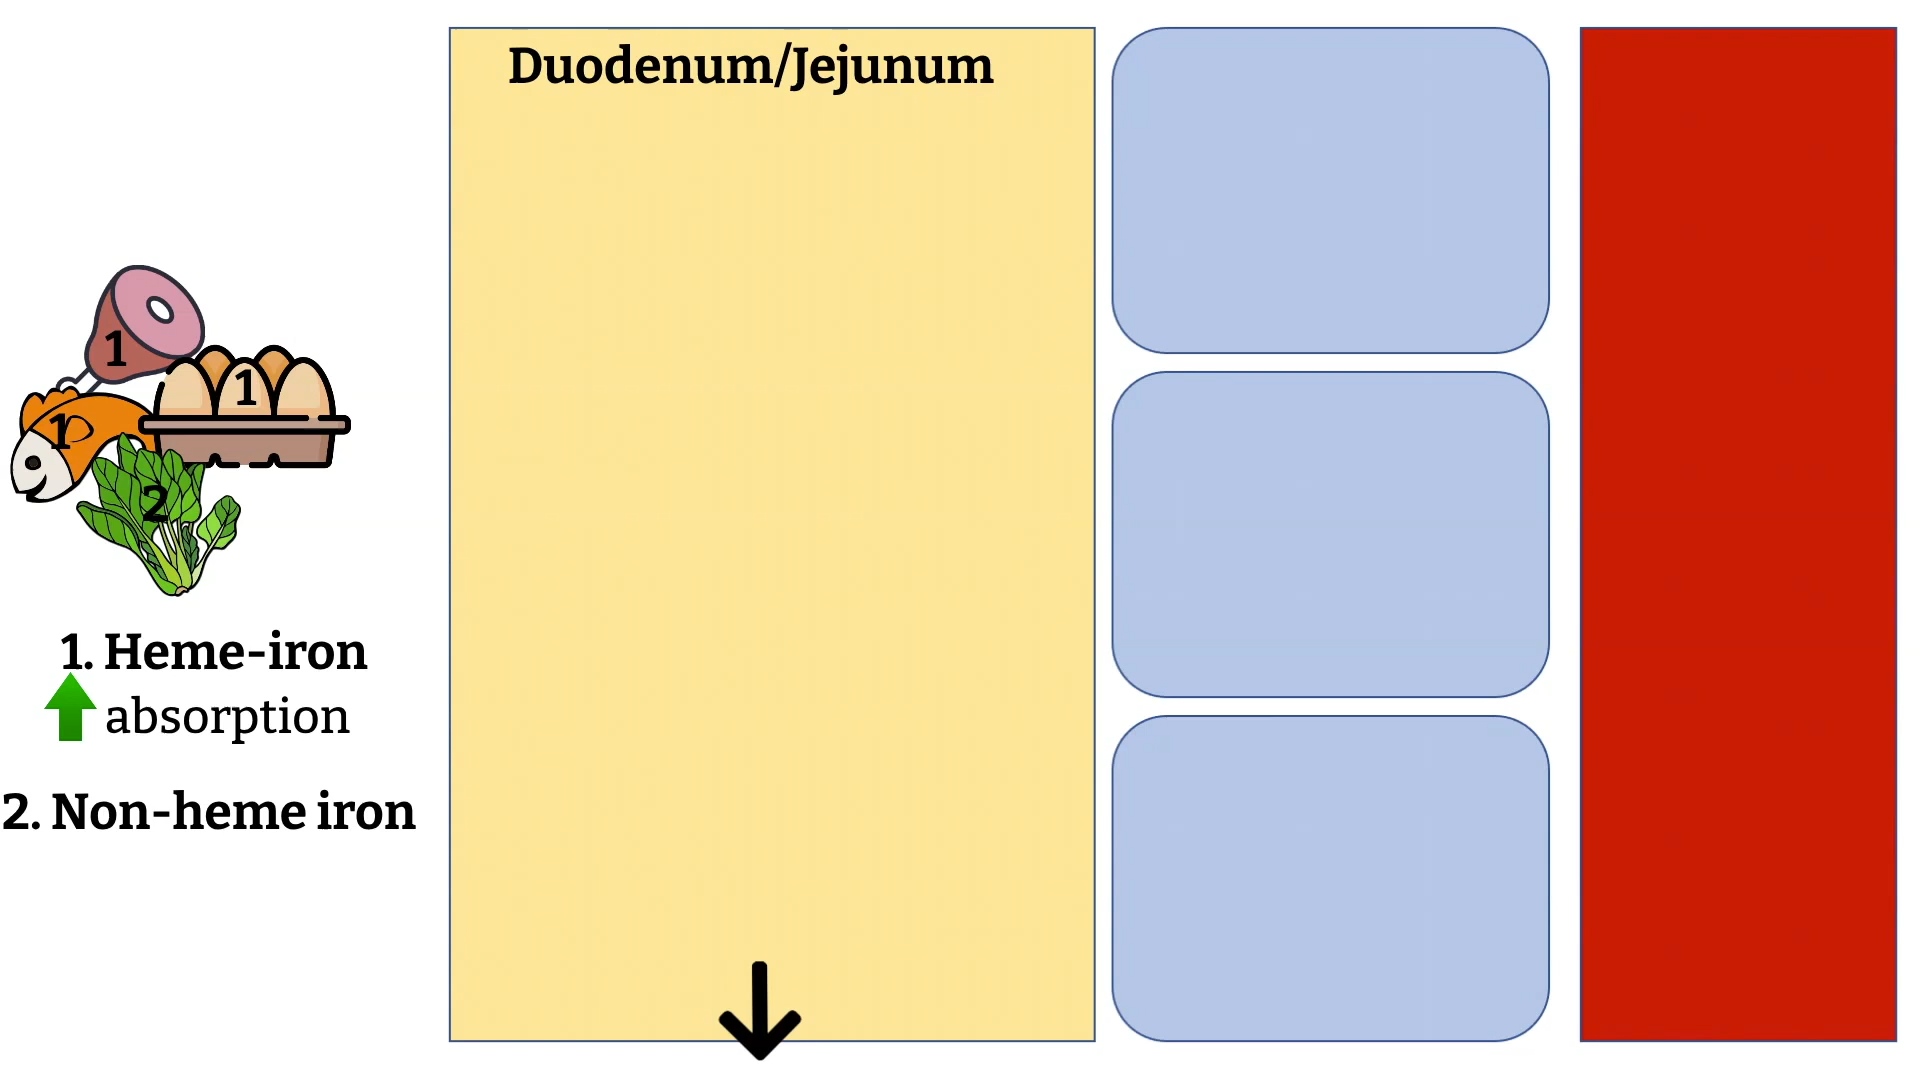 Duodenum/Jejunum
1
1
1
2
1. Heme-iron
absorption
2. Non-heme iron